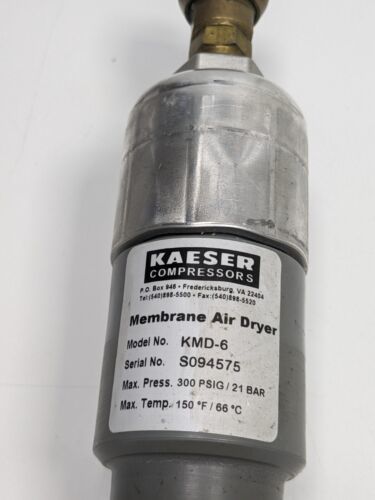 KAESER
COMPRESSORS
P.O. Box 946 • Fredericksburg, VA 22404
Tel:(540)898-5500 • Fax:(540)898-5520
Membrane Air Dryer
Model No. KMD-6
Serial No. S094575
Max. Press. 300 PSIG / 21 BAR
Max. Temp. 150 °F / 66 °C